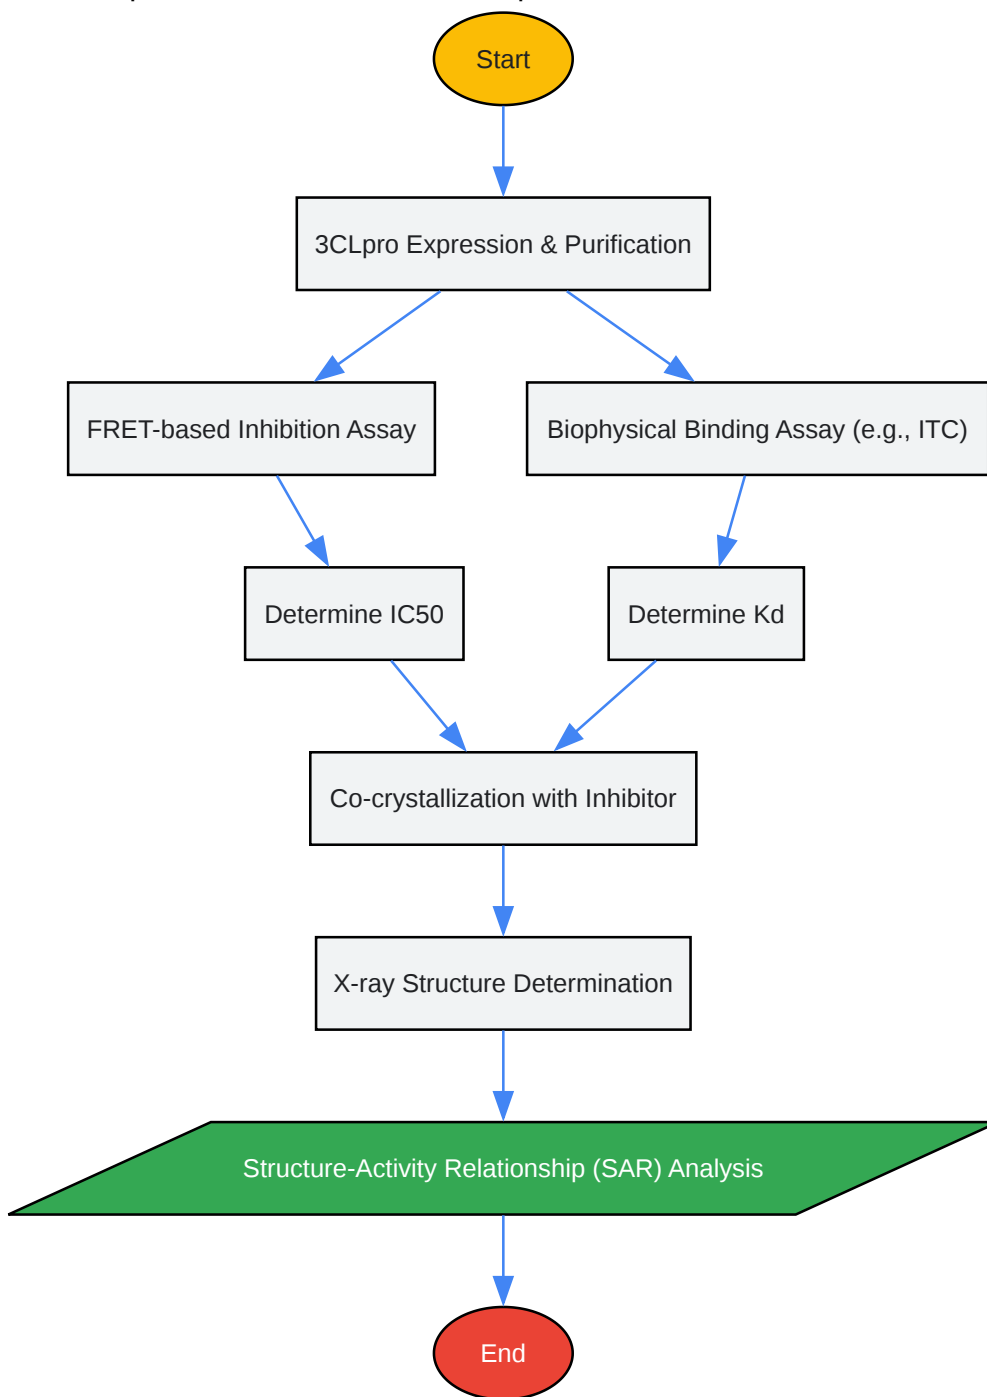 Start
3CLpro Expression & Purification
FRET-based Inhibition Assay
Biophysical Binding Assay (e.g., ITC)
Determine IC50
Determine Kd
Co-crystallization with Inhibitor
X-ray Structure Determination
Structure-Activity Relationship (SAR) Analysis
End